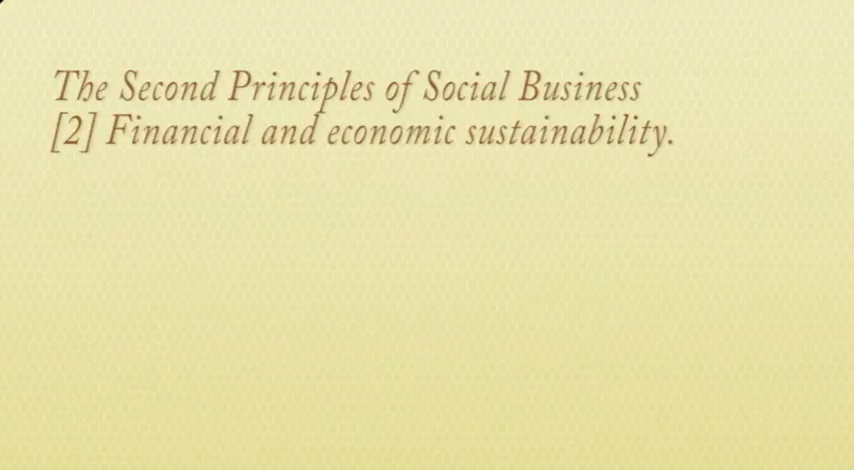 The Second Principles of Social Business
[2] Financial and economic sustainability.